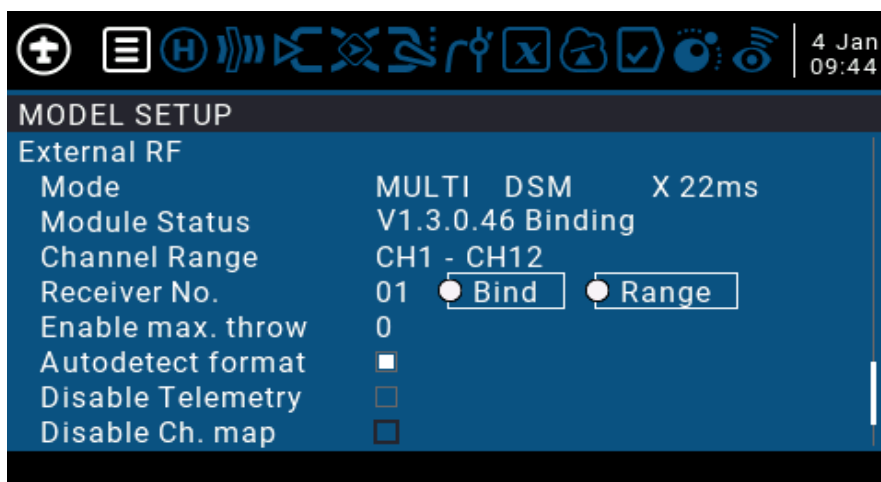 H
x
4 Jan
09:44
MODEL SETUP
External RF
Mode MULTI DSM X 22ms
Module Status V1.3.0.46 Binding
Channel Range CH1 - CH12
Receiver No. 01 Bind Range
Enable max. throw 0
Autodetect format
Disable Telemetry
Disable Ch. map